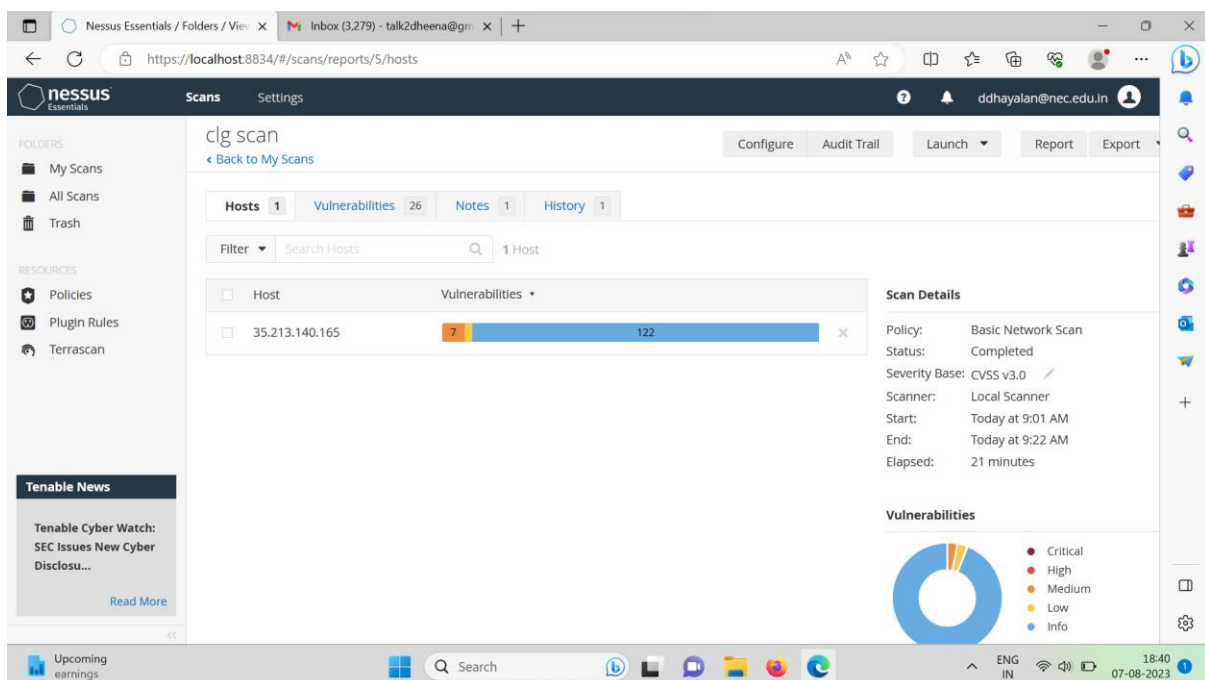 Nessus Essentials / Folders / Viev
Inbox (3,279) - talk2dheena@gm
https://localhost:8834/#/scans/reports/5/hosts
nessus
Essentials
Scans Settings
ddhayalan@nec.edu.in
FOLDERS
My Scans
All Scans
Trash
RESOURCES
Policies
Plugin Rules
Terrascan
Tenable News
Tenable Cyber Watch:
SEC Issues New Cyber
Disclosu...
Read More
clg scan
Back to My Scans
Configure Audit Trail Launch Report Export
Hosts 1 Vulnerabilities 26 Notes 1 History 1
Filter Search Hosts 1 Host
Host Vulnerabilities
35.213.140.165 7 122
Scan Details
Policy: Basic Network Scan
Status: Completed
Severity Base: CVSS v3.0
Scanner: Local Scanner
Start: Today at 9:01 AM
End: Today at 9:22 AM
Elapsed: 21 minutes
Vulnerabilities
Critical
High
Medium
Low
Info
Upcoming
earnings
Search
ENG
IN
18:40
07-08-2023
1